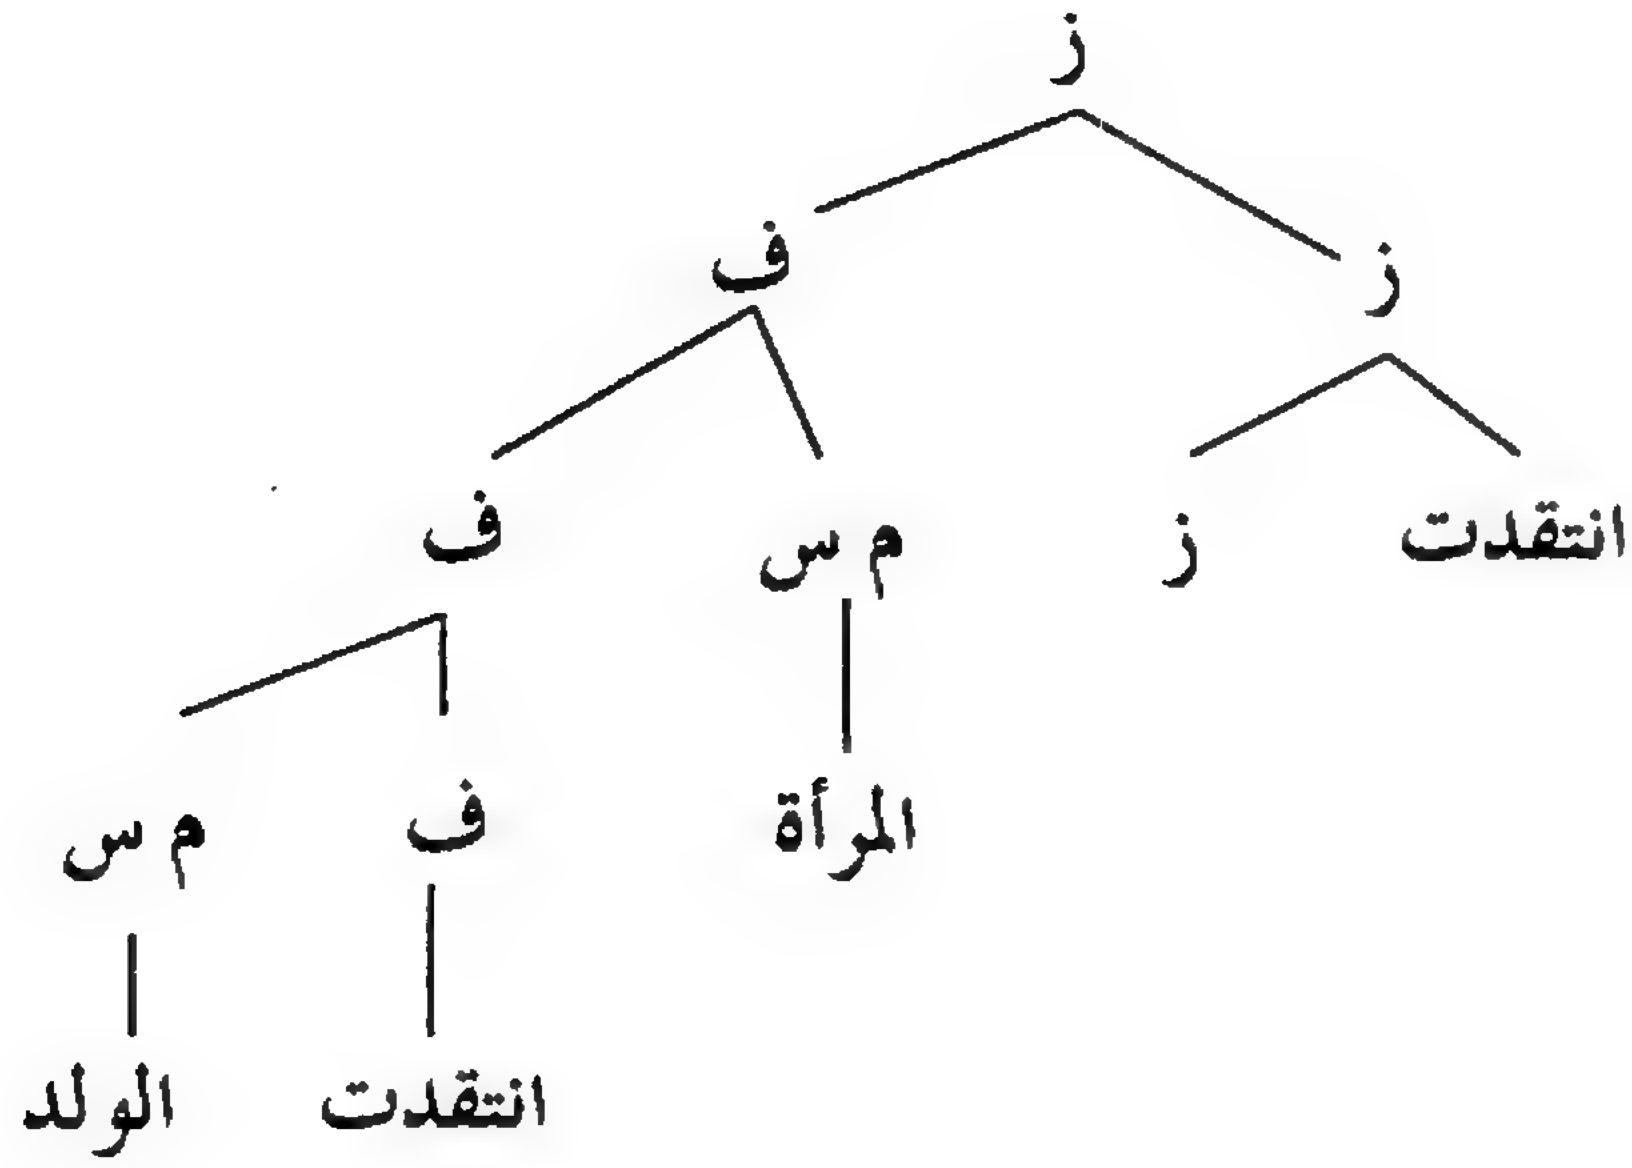 ز
ف ز
انتقدت ز م س ف
المرأة ف م س
انتقدت الولد